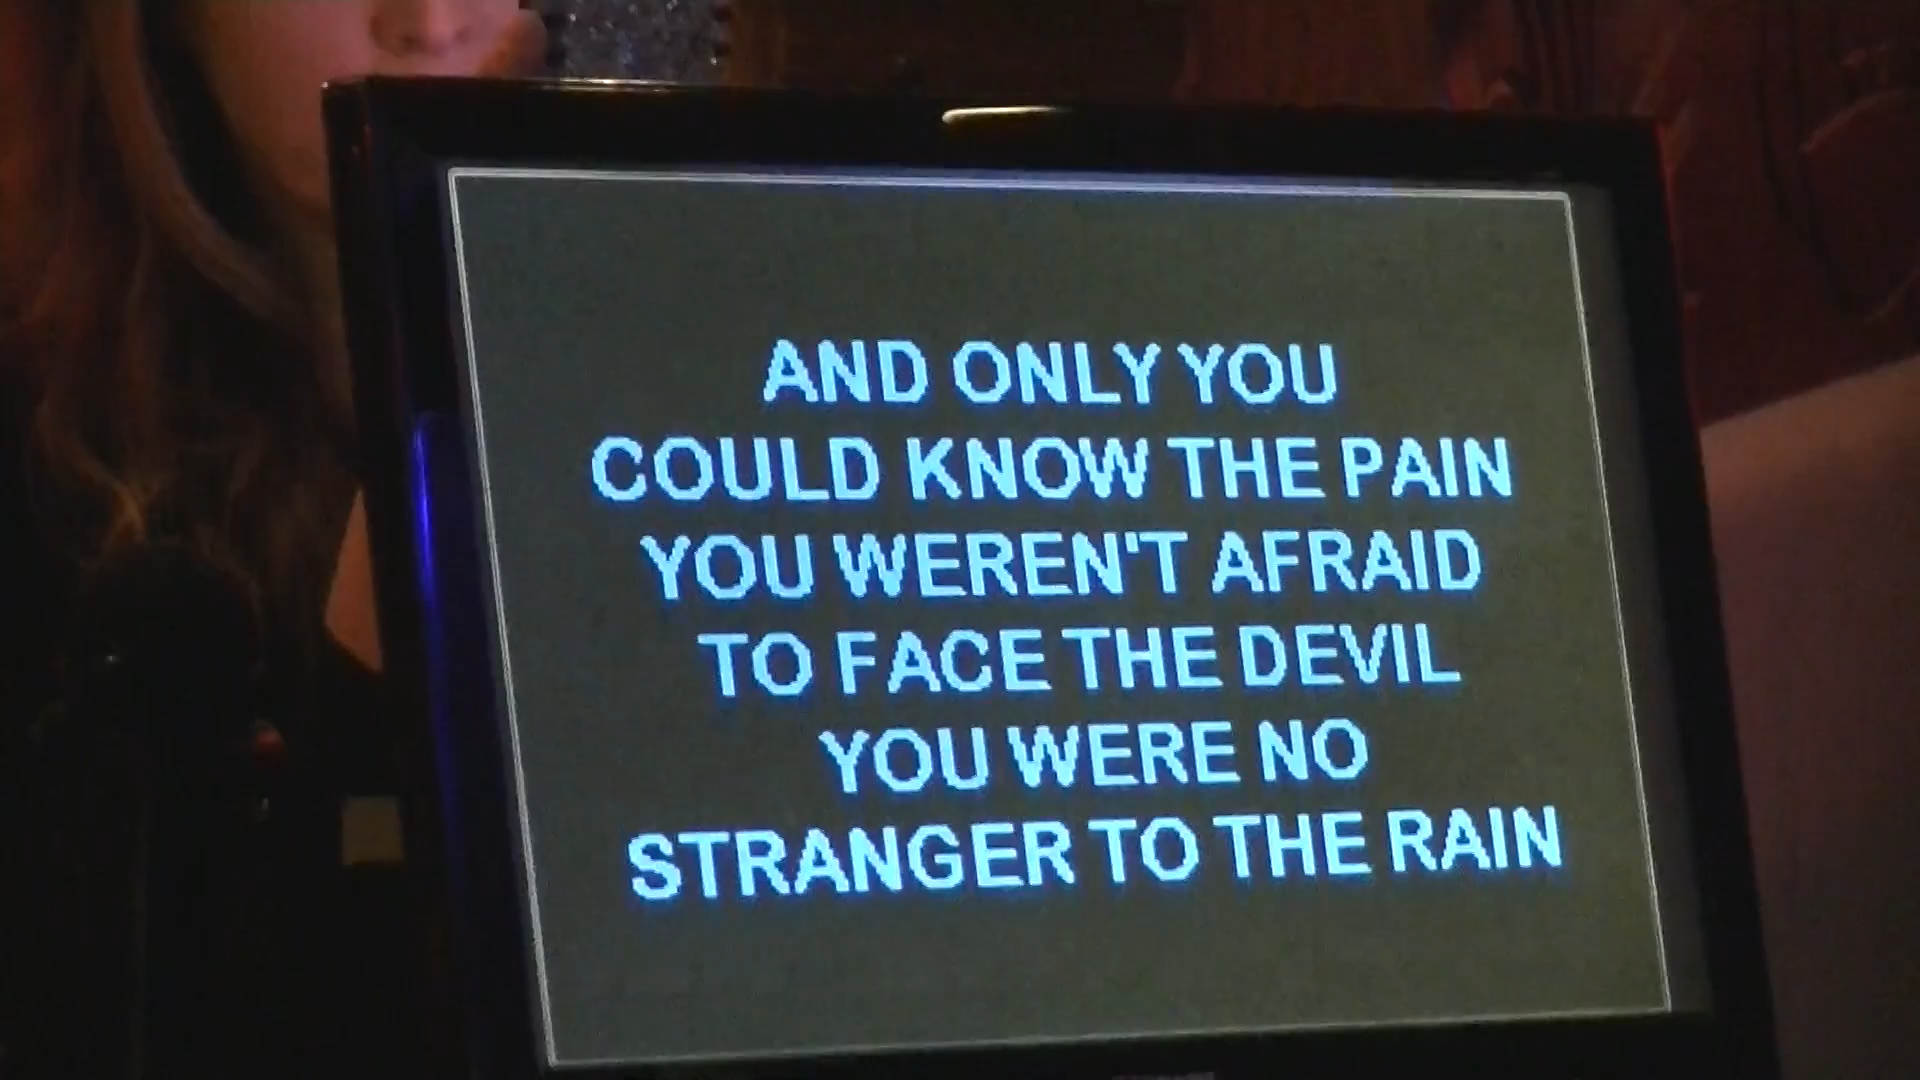 AND ONLY YOU
COULD KNOW THE PAIN
YOU WEREN'T AFRAID
TO FACE THE DEVIL
YOU WERE NO
STRANGER TO THE RAIN